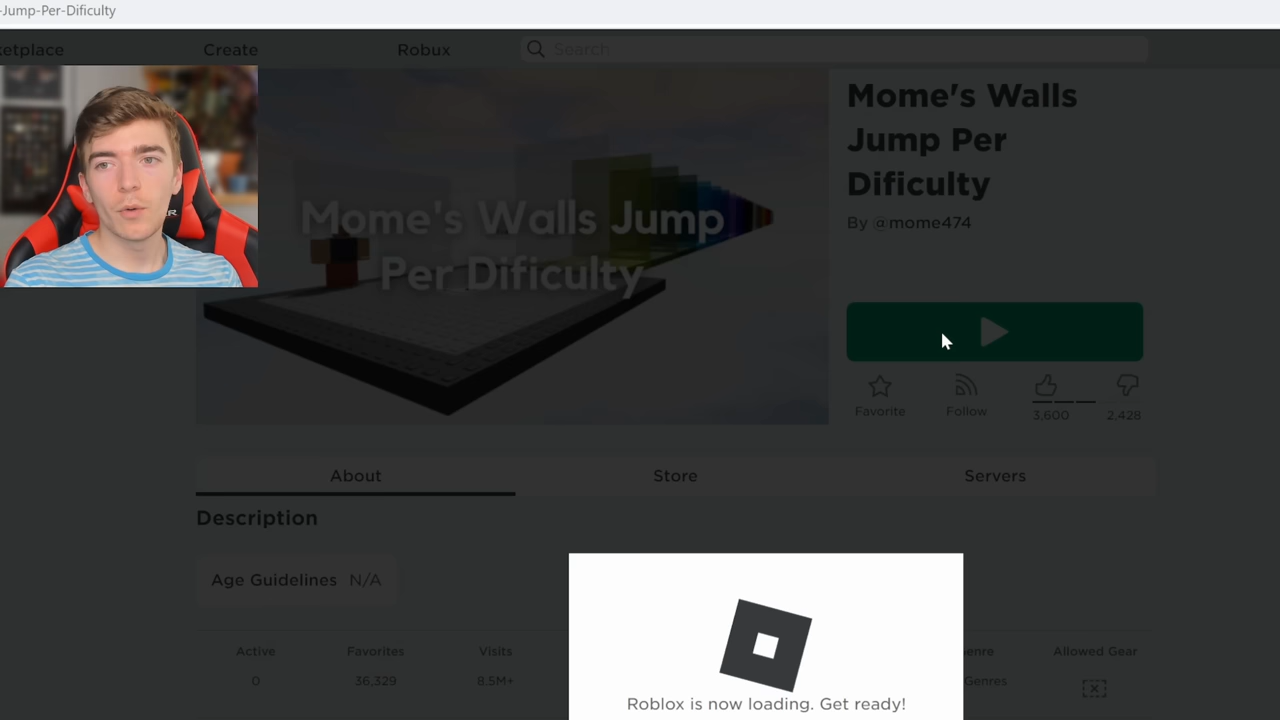 -Jump-Per-Dificulty
etplace Create Robux Search
Mome's Walls
Jump Per
Dificulty
By @mome474
Mome's Walls Jump
Per Dificulty
Favorite Follow 3,600 2,428
About Store Servers
Description
Age Guidelines N/A
Active Favorites Visits enre Allowed Gear
0 36,329 8.5M+ Genres
Roblox is now loading. Get ready!